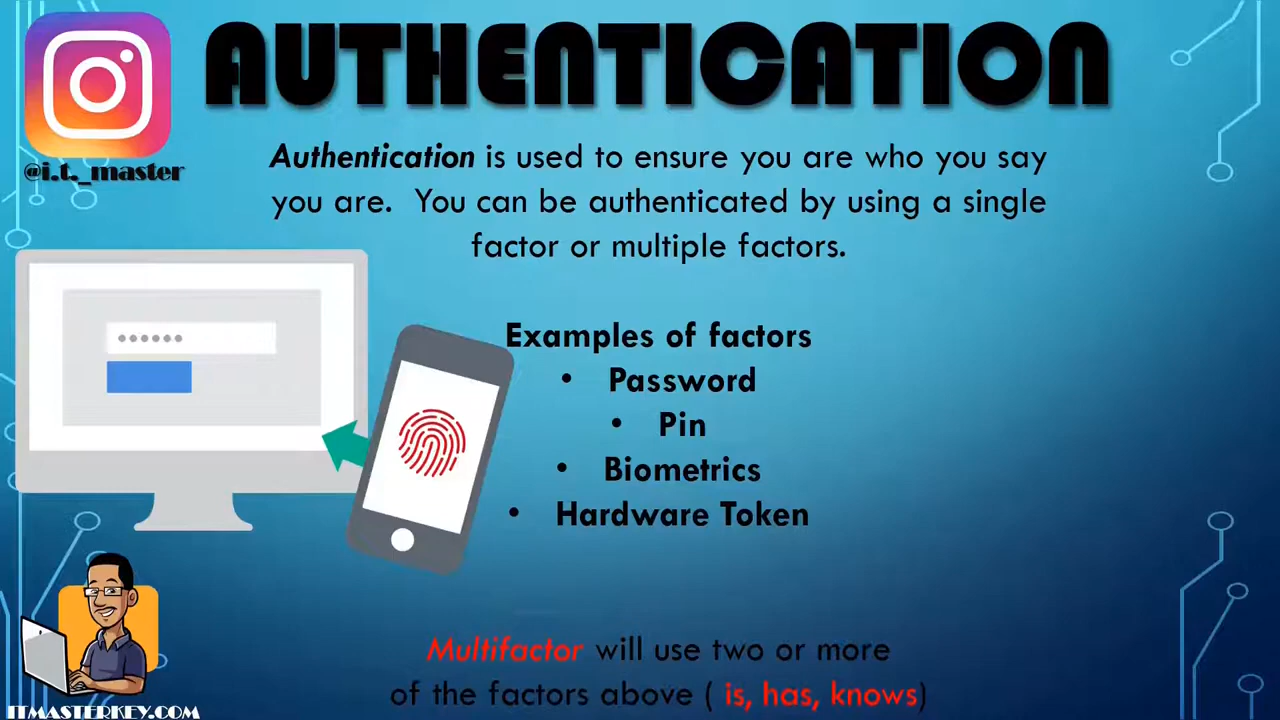 AUTHENTICATION
@i.t._master
Authentication is used to ensure you are who you say
you are. You can be authenticated by using a single
factor or multiple factors.
Examples of factors
• Password
• Pin
• Biometrics
• Hardware Token
Multifactor will use two or more
of the factors above ( is, has, knows)
ITMASTERKEY.COM